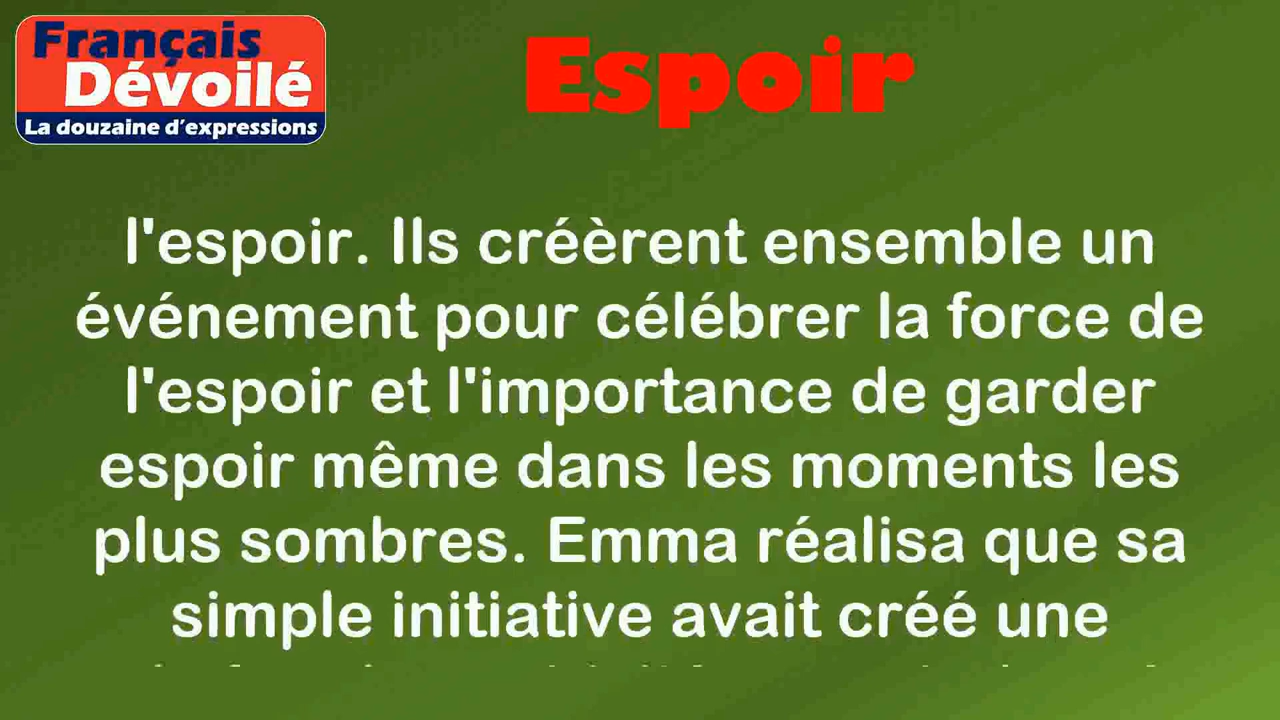 Français
Dévoilé
La douzaine d'expressions
Espoir
l'espoir. Ils créèrent ensemble un
événement pour célébrer la force de
l'espoir et l'importance de garder
espoir même dans les moments les
plus sombres. Emma réalisa que sa
simple initiative avait créé une